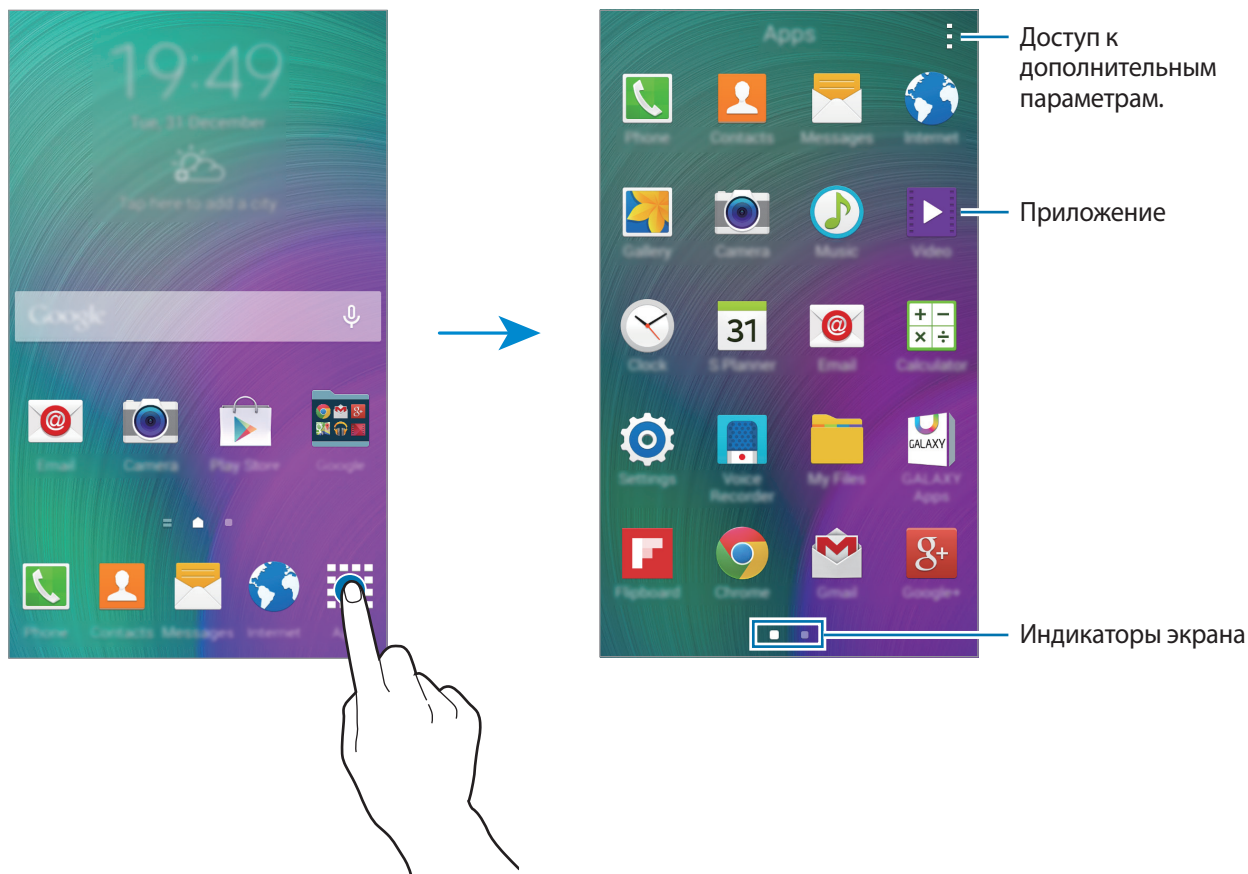 19:49
Tue, 31 December
Tap here to add a city
Google
Email Camera Play Store Google
Phone Contacts Messages Internet
Apps
Phone Contacts Messages Internet
Gallery Camera Music Video
31
Clock S Planner Email Calculator
GALAXY
Settings Voice Recorder My Files GALAXY Apps
Flipboard Chrome Gmail Google+
Доступ к
дополнительным
параметрам.
Приложение
Индикаторы экрана